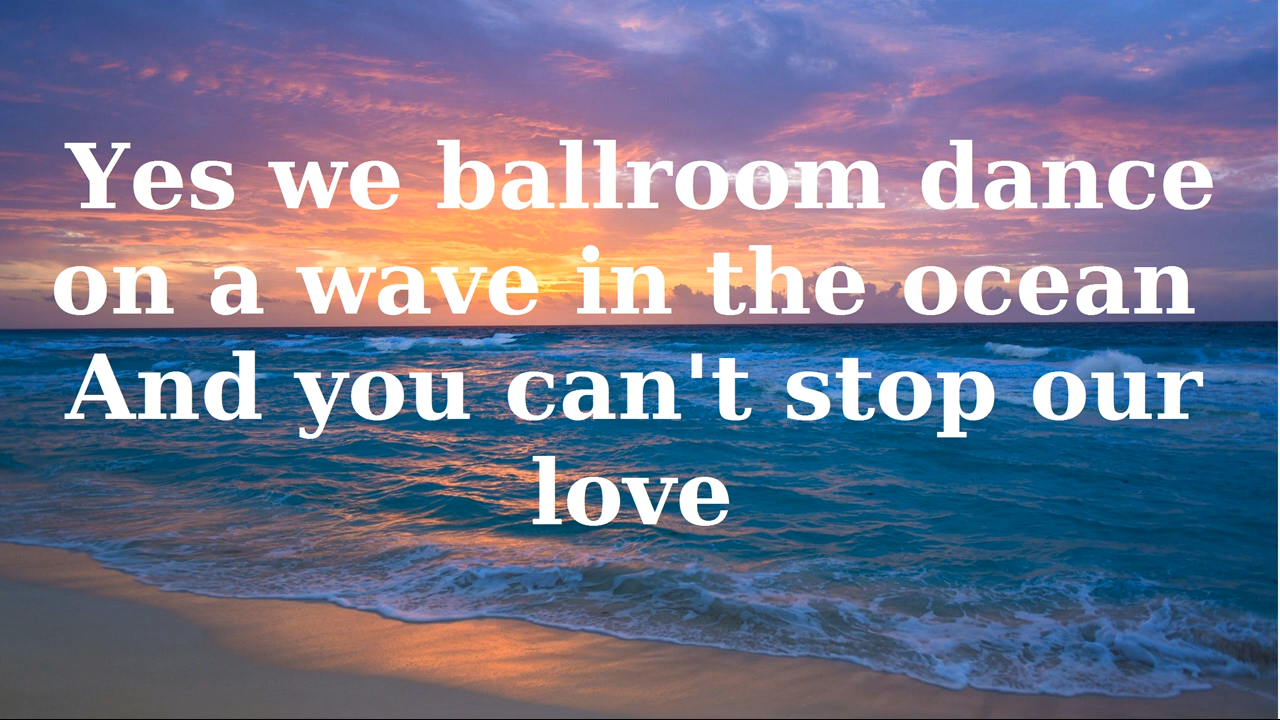 Yes we ballroom dance
on a wave in the ocean
And you can't stop our
love